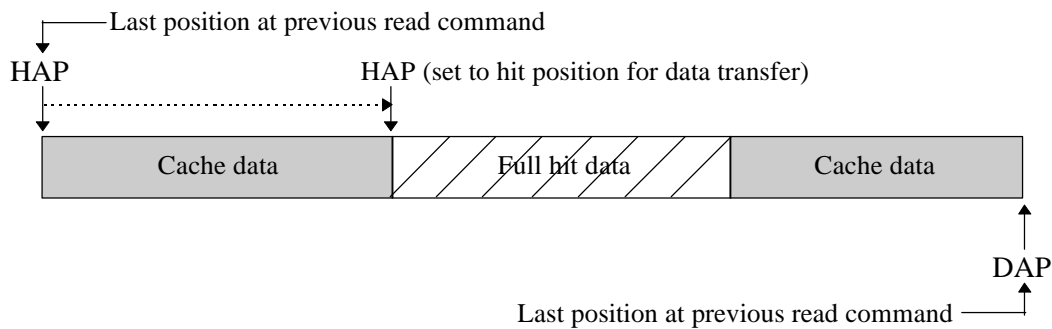 Last position at previous read command
HAP
HAP (set to hit position for data transfer)
Cache data
Full hit data
Cache data
DAP
Last position at previous read command